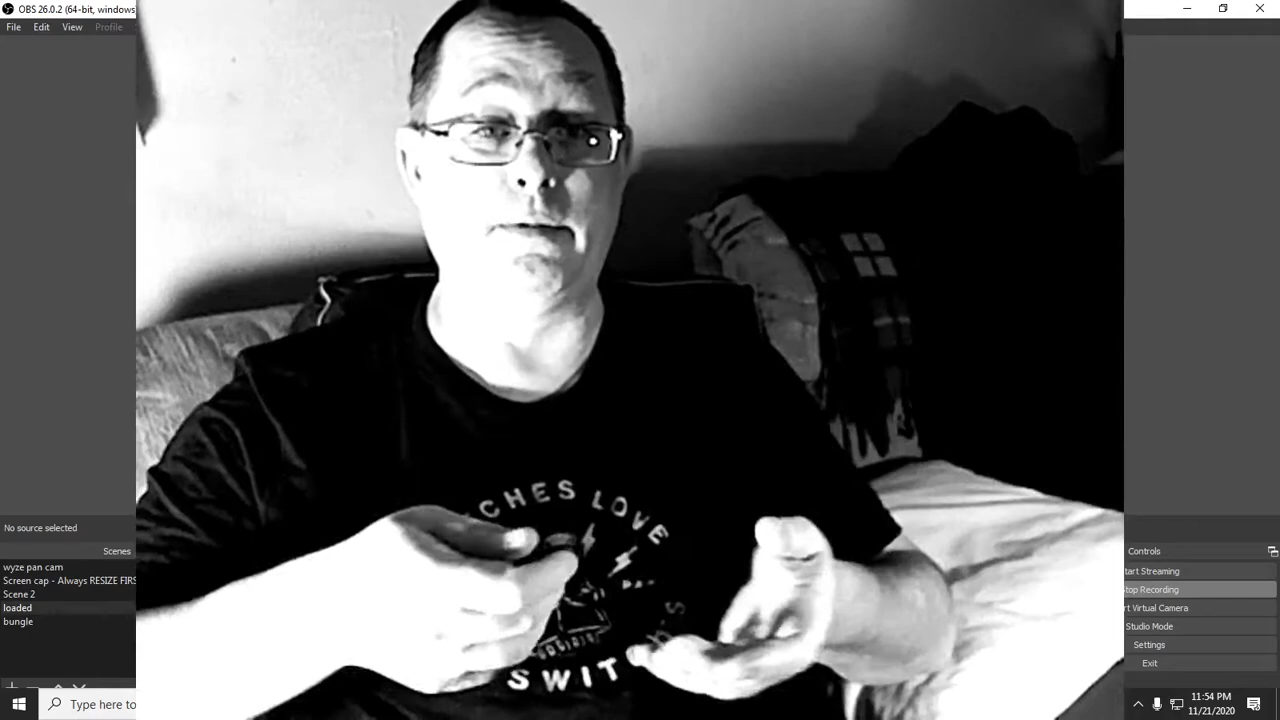 OBS 26.0.2 (64-bit, windows
File Edit View Profile
No source selected
Scenes
wyze pan cam
Screen cap - Always RESIZE FIRS
Scene 2
loaded
bungle
Controls
tart Streaming
Stop Recording
rt Virtual Camera
Studio Mode
Settings
Exit
CHES LOVE
SWIT
Type here to
11:54 PM
11/21/2020